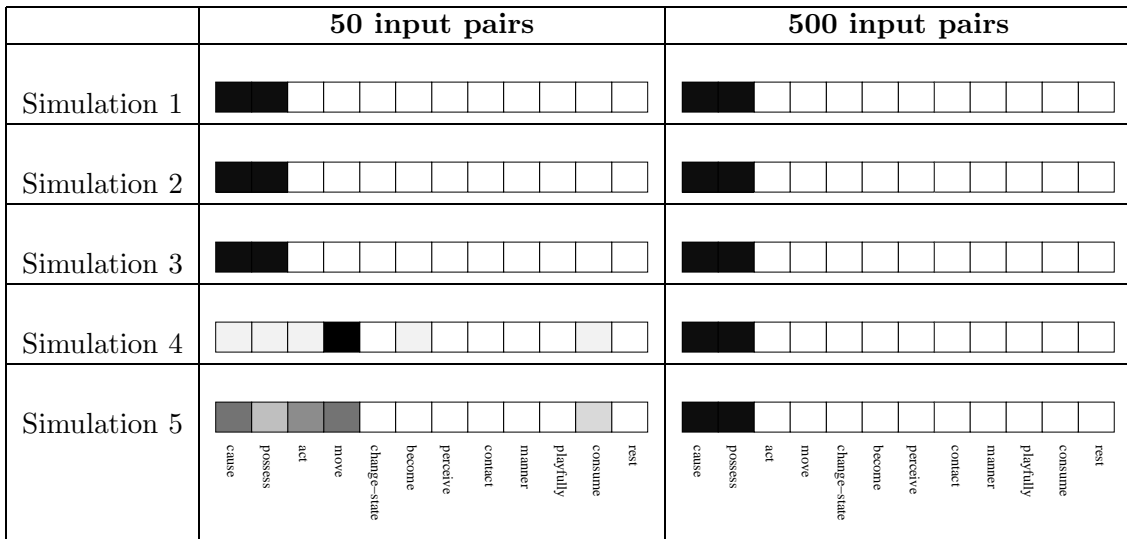 50 input pairs 500 input pairs
Simulation 1
Simulation 2
Simulation 3
Simulation 4
Simulation 5
cause possess act move change−state become perceive contact manner playfully consume rest cause possess act move change−state become perceive contact manner playfully consume rest